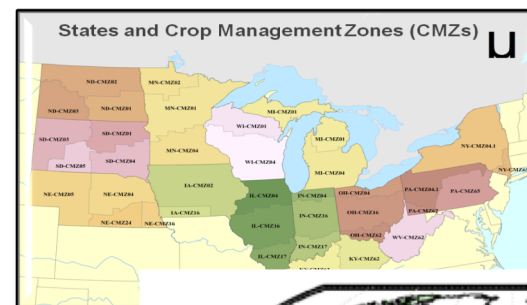 States and Crop Management Zones (CMZs)
u
ND-CMZ02
MN-CMZ02
ND-CMZ03
ND-CMZ01
MN-CMZ01
MI-CMZ01
SD-CMZ03
SD-CMZ01
WI-CMZ01
MI-CMZ01
NY-CMZ04.1
SD-CMZ05
SD-CMZ04
MN-CMZ04
WI-CMZ04
MI-CMZ04
NE-CMZ05
NE-CMZ04
IA-CMZ02
IL-CMZ04
IN-CMZ04
OH-CMZ04
PA-CMZ04.1
PA-CMZ65
NE-CMZ24
NE-CMZ16
IA-CMZ16
IL-CMZ16
IN-CMZ16
OH-CMZ16
OH-CMZ62
WV-CMZ62
IL-CMZ17
IN-CMZ17
KV-CMZ62